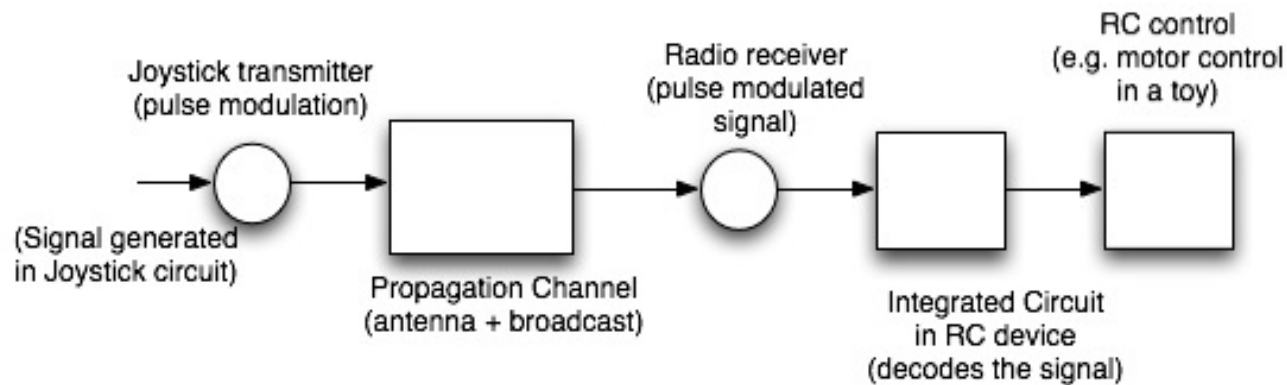 Joystick transmitter
(pulse modulation)
Radio receiver
(pulse modulated
signal)
RC control
(e.g. motor control
in a toy)
(Signal generated
in Joystick circuit)
Propagation Channel
(antenna + broadcast)
Integrated Circuit
in RC device
(decodes the signal)